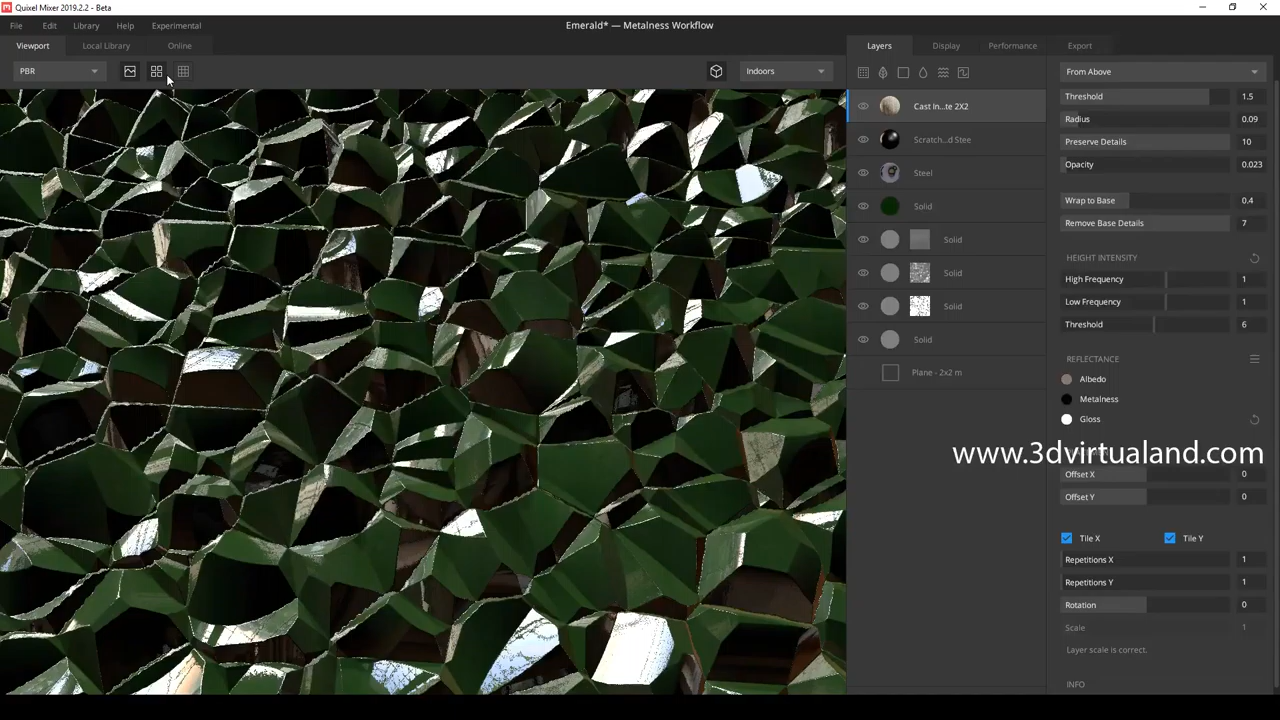 Quixel Mixer 2019.2.2 - Beta
File Edit Library Help Experimental
Emerald* — Metalness Workflow
Viewport Local Library Online
Layers Display Performance Export
PBR
Indoors
From Above
Cast In...te 2X2
Scratch...d Stee
Steel
Solid
Solid
Solid
Solid
Solid
Plane - 2x2 m
Threshold 1.5
Radius 0.09
Preserve Details 10
Opacity 0.023
Wrap to Base 0.4
Remove Base Details 7
HEIGHT INTENSITY
High Frequency 1
Low Frequency 1
Threshold 6
REFLECTANCE
Albedo
Metalness
Gloss
www.3dvirtualand.com
Offset X 0
Offset Y 0
Tile X Tile Y
Repetitions X 1
Repetitions Y 1
Rotation 0
Scale 1
Layer scale is correct.
INFO